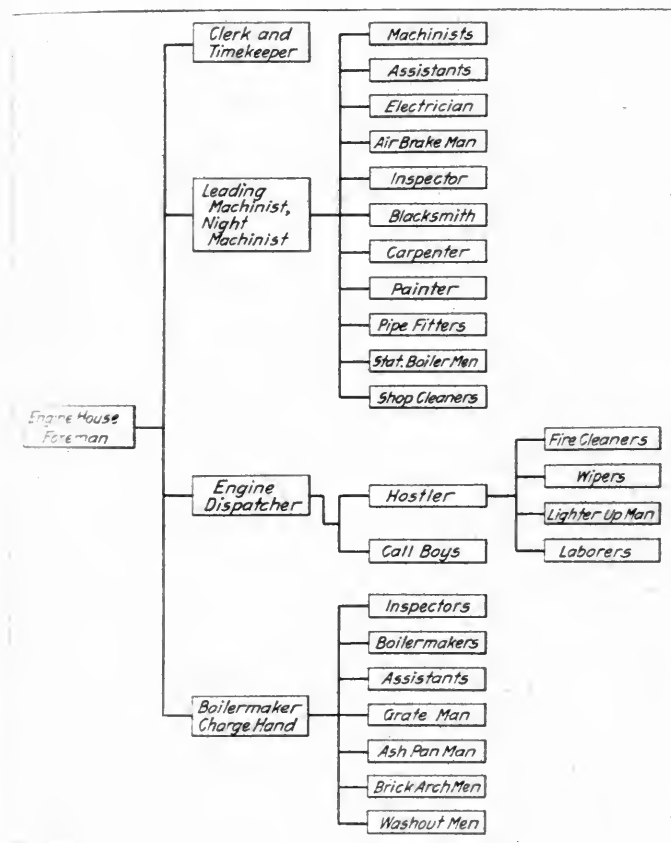 Clerk and
Timekeeper
Machinists
Assistants
Electrician
Air Brake Man
Leading
Machinist,
Night
Machinist
Inspector
Blacksmith
Carpenter
Painter
Pipe Fitters
Stat. Boiler Men
Shop Cleaners
Engine House
Foreman
Engine
Dispatcher
Hostler
Call Boys
Fire Cleaners
Wipers
Lighter Up Man
Laborers
Boilermaker
Charge Hand
Inspectors
Boilermakers
Assistants
Grate Man
Ash Pan Man
Brick Arch Men
Washout Men